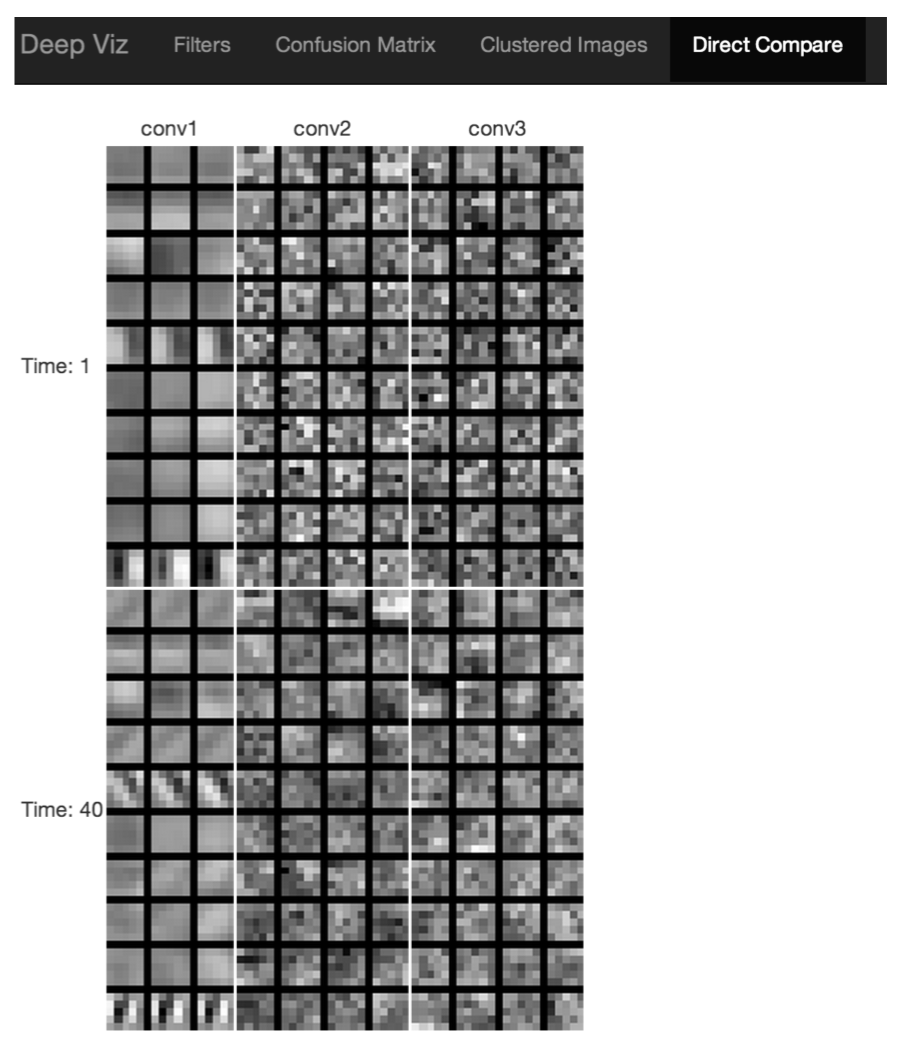 Deep Viz Filters Confusion Matrix Clustered Images Direct Compare
conv1 conv2 conv3
Time: 1
Time: 40